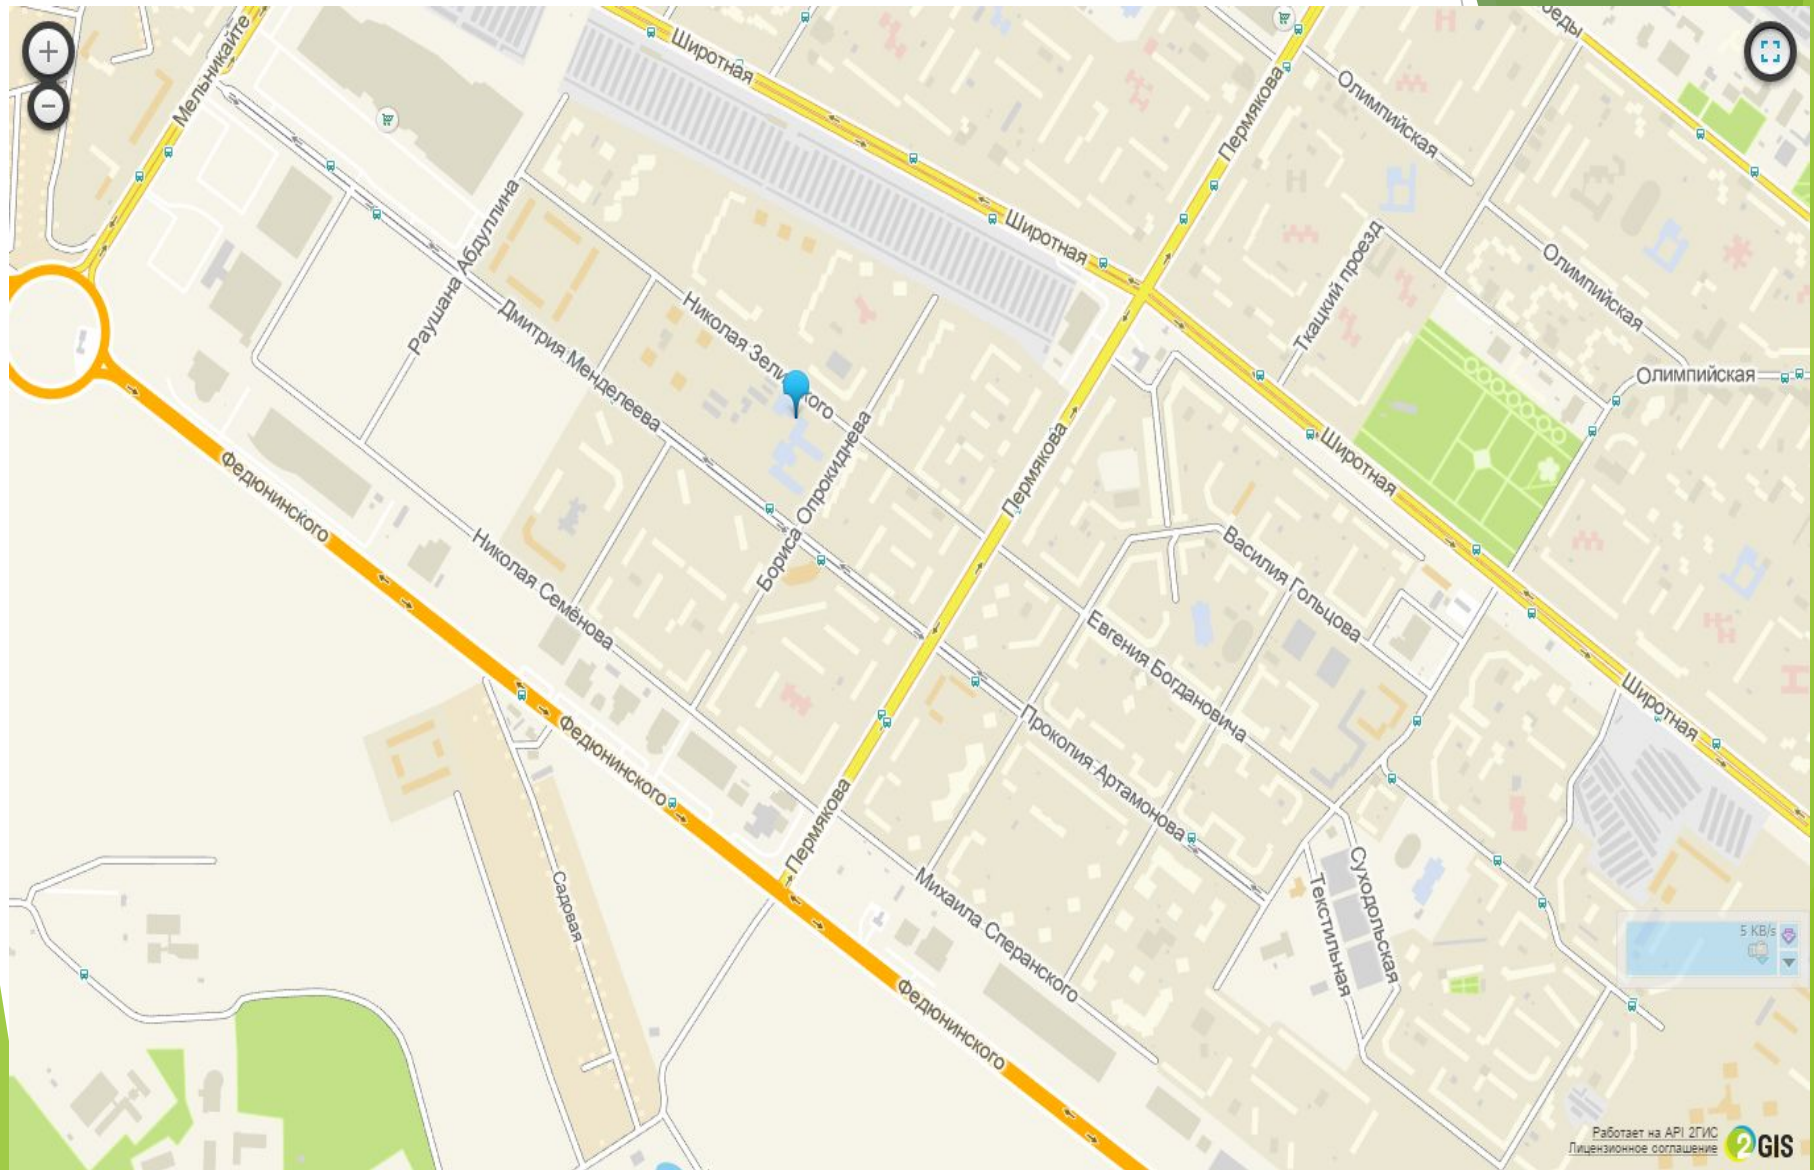 Мельникайте
Широтная
Пермякова
Олимпийская
Широтная
Ткацкий проезд
Олимпийская
Раушана Абдуллина
Николая Зели
кого
Дмитрия Менделеева
Олимпийская
Бориса Опрокиднева
Пермякова
Широтная
Федюнинского
Николая Семёнова
Василия Гольцова
Евгения Богдановича
Широтная
Федюнинского
Прокопия Артамонова
Пермякова
Садовая
Михаила Сперанского
Текстильная
Суходольская
5 KB/s
Федюнинского
Работает на API 2ГИС
Лицензионное соглашение
2GIS